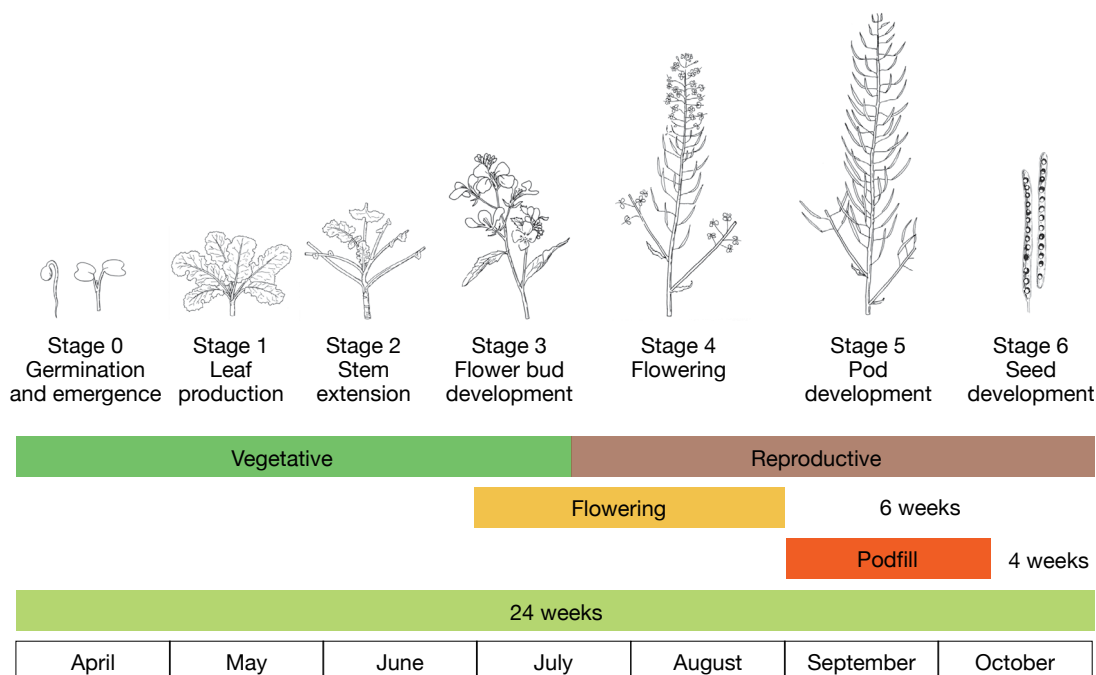 Stage 0
Germination
and emergence
Stage 1
Leaf
production
Stage 2
Stem
extension
Stage 3
Flower bud
development
Stage 4
Flowering
Stage 5
Pod
development
Stage 6
Seed
development
Vegetative
Reproductive
Flowering
6 weeks
Podfill
4 weeks
24 weeks
April
May
June
July
August
September
October